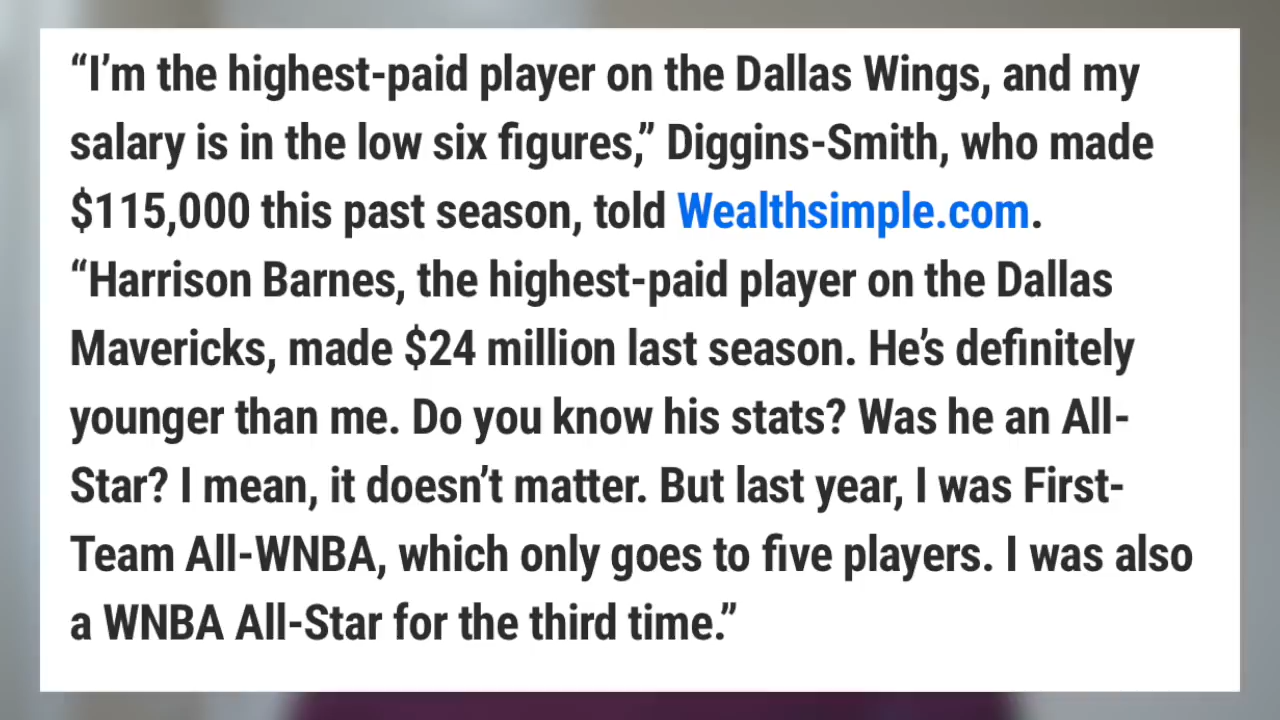 “I’m the highest-paid player on the Dallas Wings, and my
salary is in the low six figures,” Diggins-Smith, who made
$115,000 this past season, told Wealthsimple.com.
“Harrison Barnes, the highest-paid player on the Dallas
Mavericks, made $24 million last season. He’s definitely
younger than me. Do you know his stats? Was he an All-
Star? I mean, it doesn’t matter. But last year, I was First-
Team All-WNBA, which only goes to five players. I was also
a WNBA All-Star for the third time.”